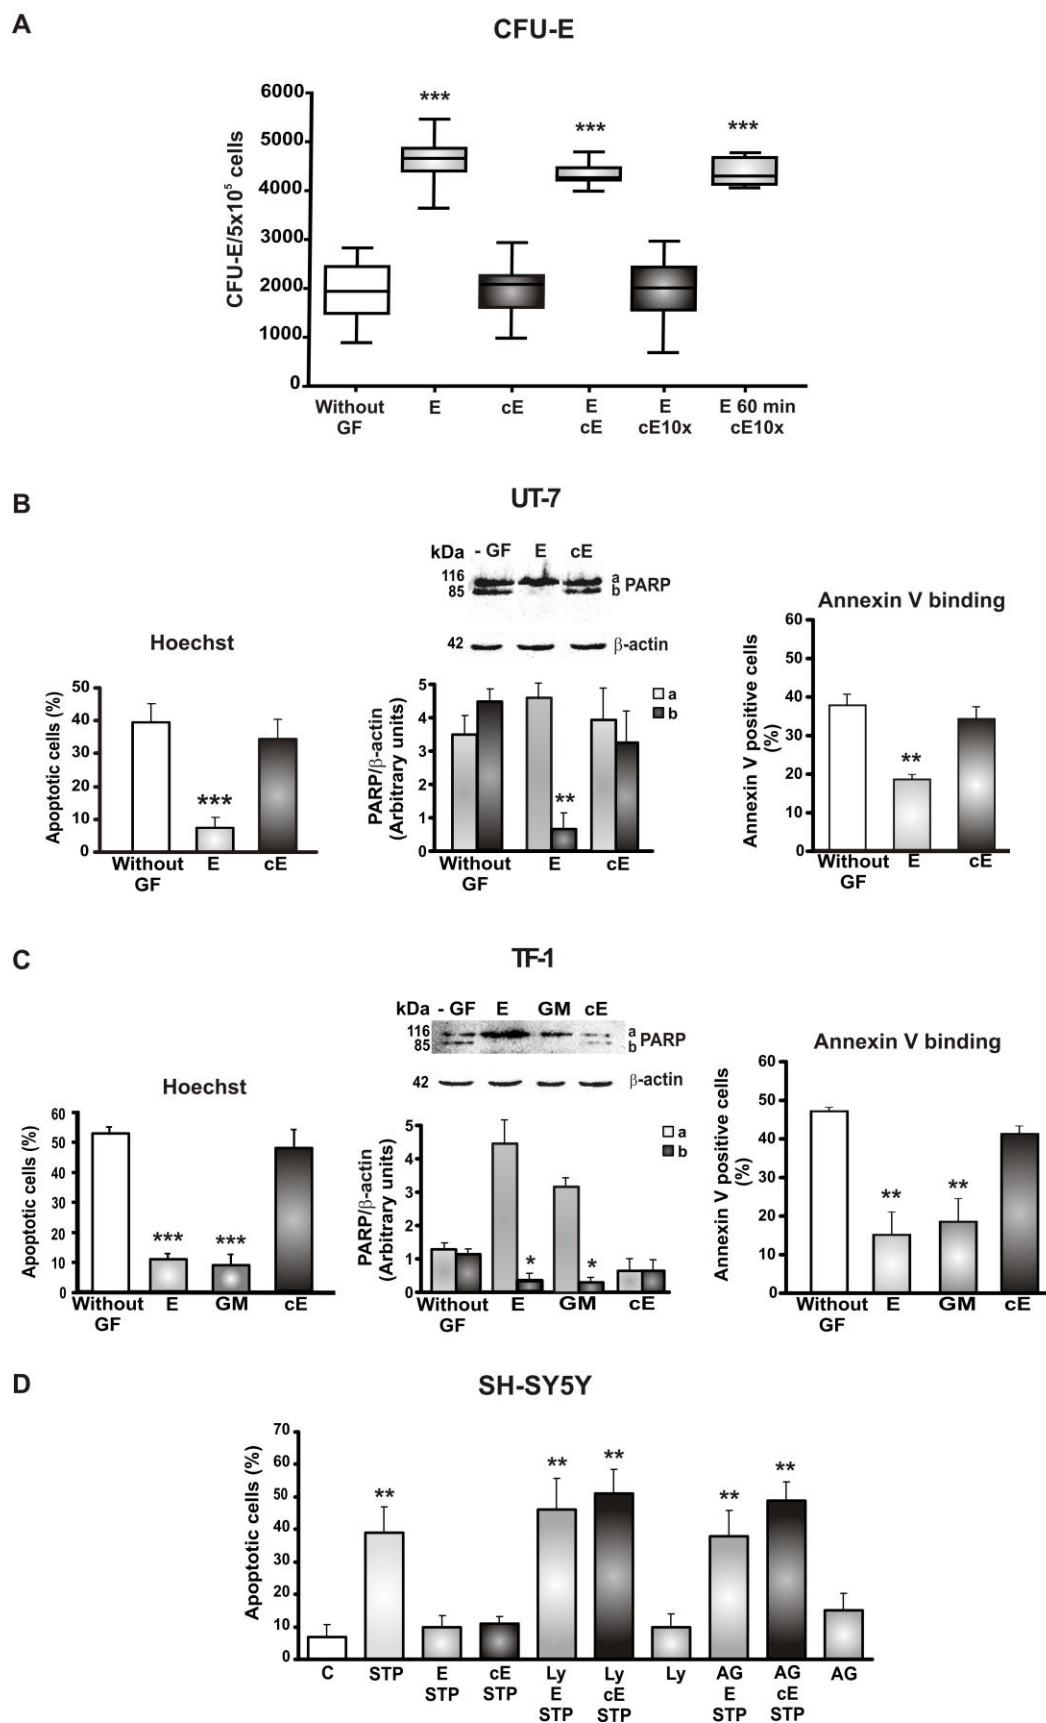 A
CFU-E
CFU-E/5x10⁵ cells
6000
5000
4000
3000
2000
1000
0
***
***
***
Without GF
E
cE
E cE
E cE10x
E 60 min cE10x
B
UT-7
Hoechst
Apoptotic cells (%)
50
40
30
20
10
0
***
Without GF
E
cE
kDa - GF E cE
116 a
85 b PARP
42 β-actin
PARP/β-actin
(Arbitrary units)
5
4
3
2
1
0
a
b
**
Without GF
E
cE
Annexin V binding
Annexin V positive cells
(%)
60
50
40
30
20
10
0
**
Without GF
E
cE
C
TF-1
Hoechst
Apoptotic cells (%)
60
50
40
30
20
10
0
***
***
Without GF
E
GM
cE
kDa - GF E GM cE
116 a
85 b PARP
42 β-actin
PARP/β-actin
(Arbitrary units)
5
4
3
2
1
0
a
b
*
*
Without GF
E
GM
cE
Annexin V binding
Annexin V positive cells
(%)
60
50
40
30
20
10
0
**
**
Without GF
E
GM
cE
D
SH-SY5Y
Apoptotic cells (%)
70
60
50
40
30
20
10
0
**
**
**
**
**
C
STP
E STP
cE STP
Ly E STP
Ly cE STP
Ly
AG E STP
AG cE STP
AG